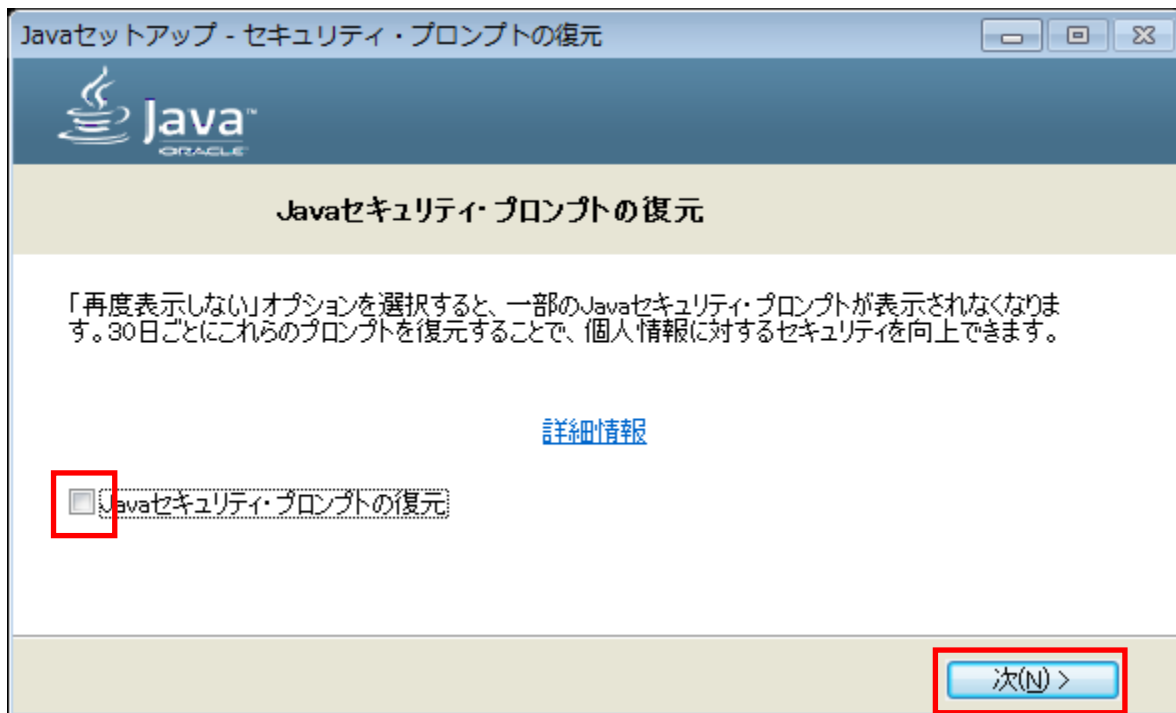 Javaセットアップ - セキュリティ・プロンプトの復元
Java™
ORACLE
Javaセキュリティ・プロンプトの復元
「再度表示しない」オプションを選択すると、一部のJavaセキュリティ・プロンプトが表示されなくなりま
す。30日ごとにこれらのプロンプトを復元することで、個人情報に対するセキュリティを向上できます。
詳細情報
Javaセキュリティ・プロンプトの復元
次(N) >